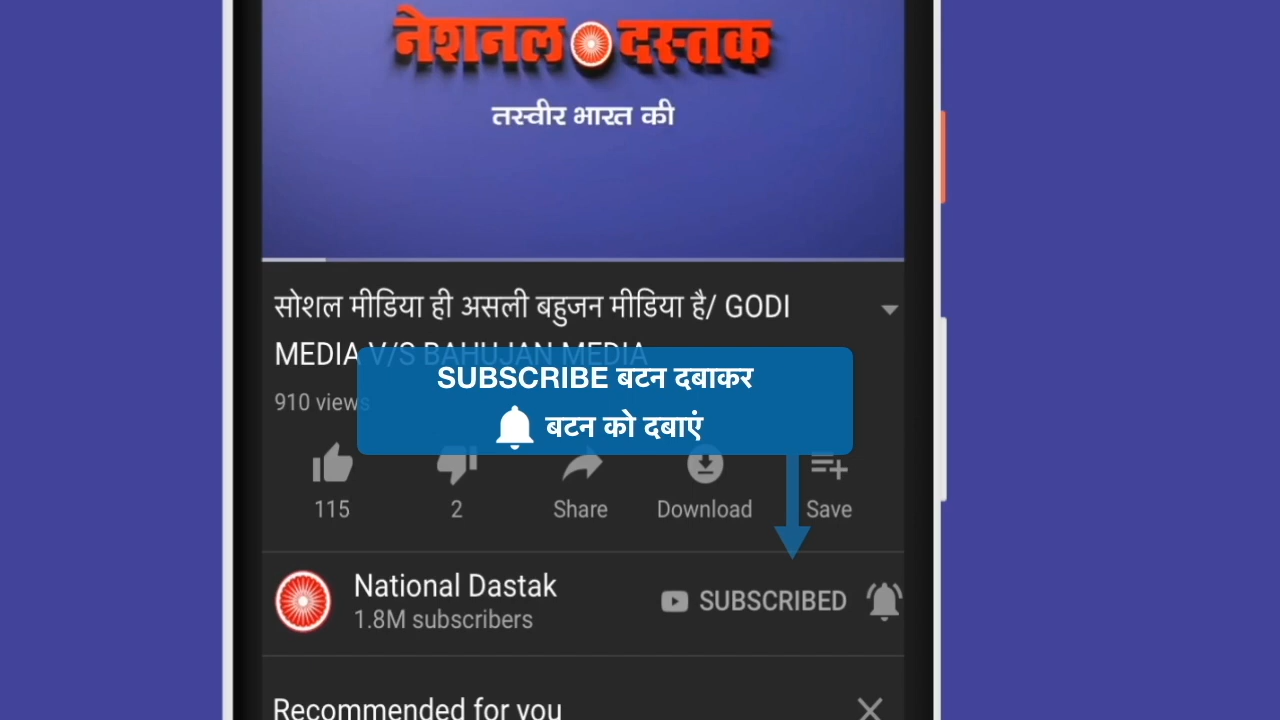 नेशनल दस्तक
तस्वीर भारत की
सोशल मीडिया ही असली बहुजन मीडिया है/ GODI
MEDIA V/S BAHUJAN MEDIA
910 views
SUBSCRIBE बटन दबाकर
बटन को दबाएं
115
2
Share
Download
Save
National Dastak
1.8M subscribers
SUBSCRIBED
Recommended for you